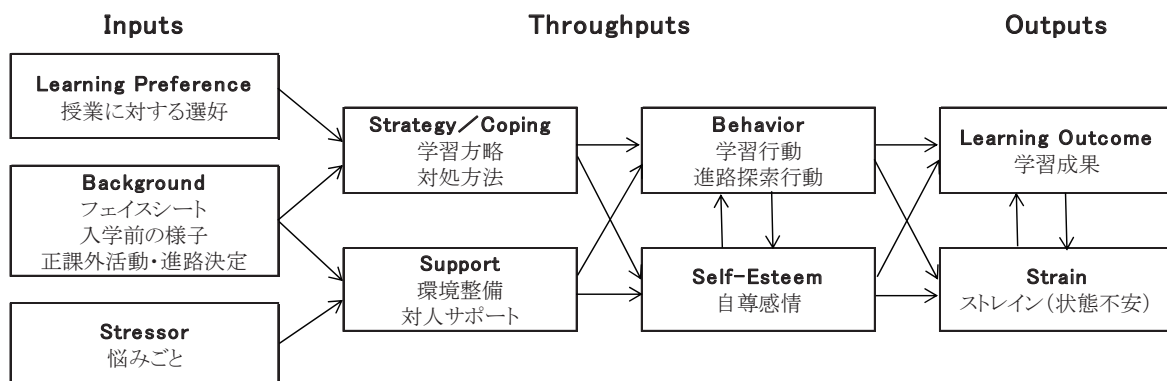 Inputs
Throughputs
Outputs
Learning Preference
授業に対する選好
Background
フェイスシート
入学前の様子
正課外活動・進路決定
Stressor
悩みごと
Strategy／Coping
学習方略
対処方法
Support
環境整備
対人サポート
Behavior
学習行動
進路探索行動
Self-Esteem
自尊感情
Learning Outcome
学習成果
Strain
ストレイン（状態不安）